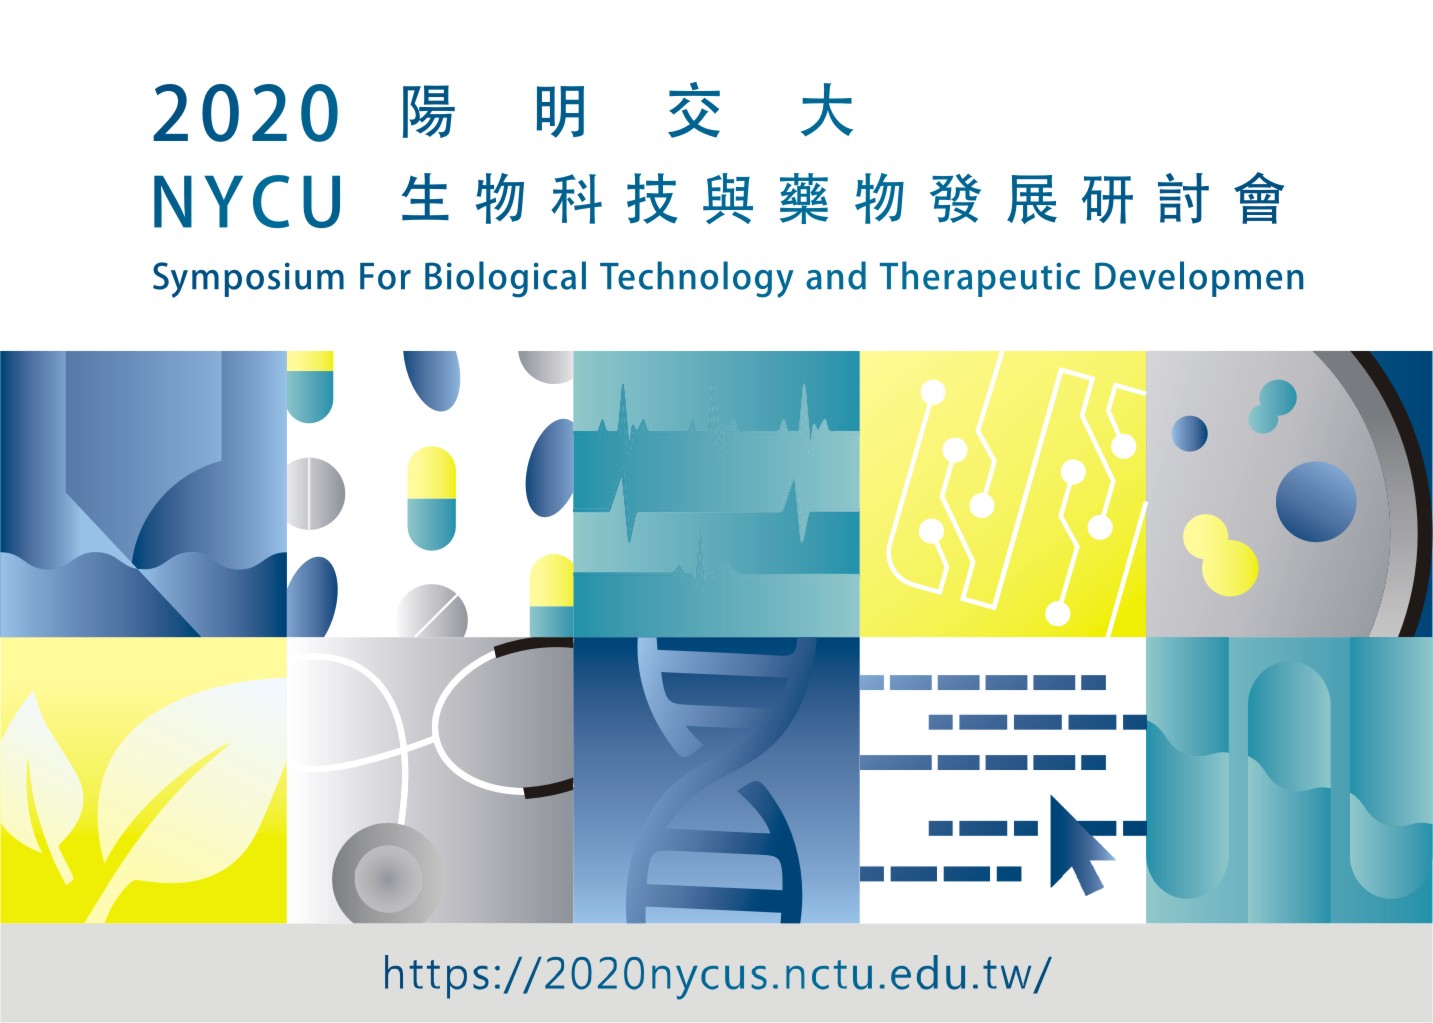 2020 陽明交大
NYCU 生物科技與藥物發展研討會
Symposium For Biological Technology and Therapeutic Developmen
https://2020nycus.nctu.edu.tw/